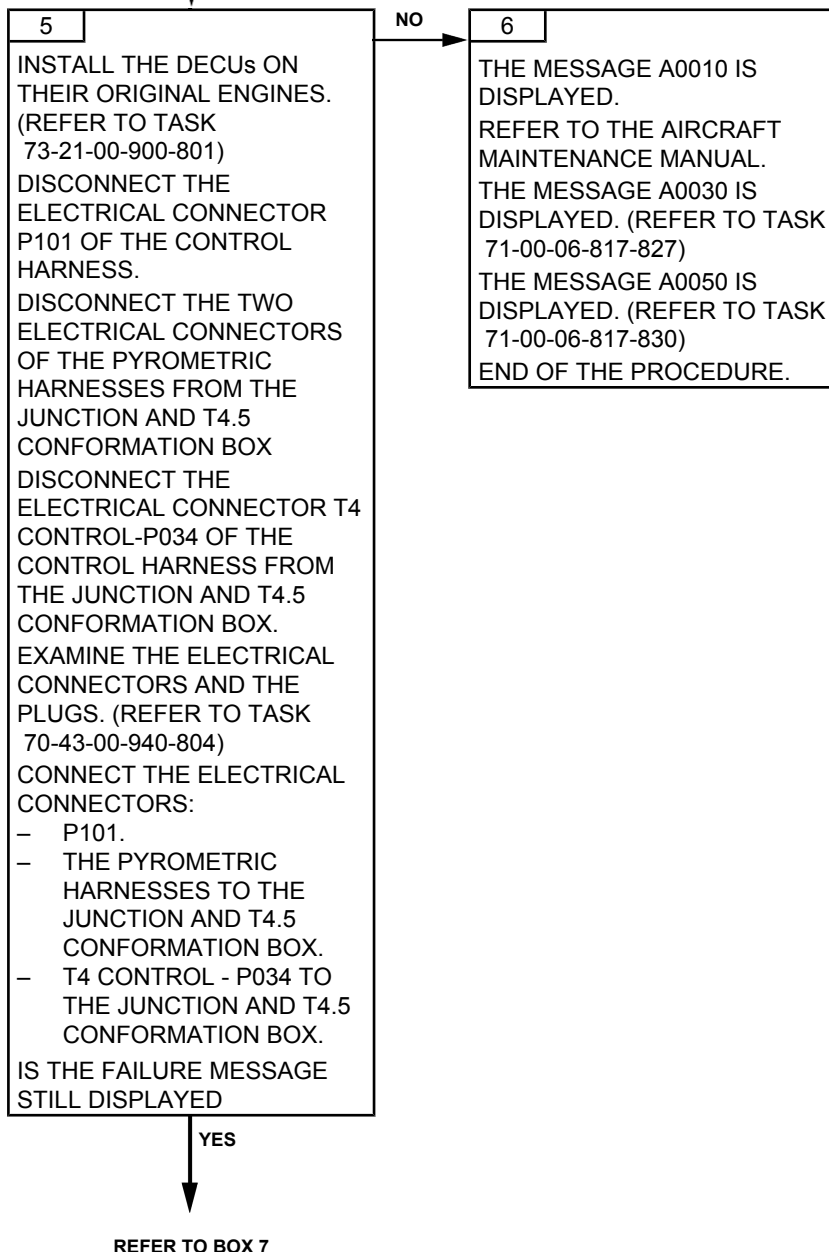 5
INSTALL THE DECUs ON
THEIR ORIGINAL ENGINES.
(REFER TO TASK
73-21-00-900-801)
DISCONNECT THE
ELECTRICAL CONNECTOR
P101 OF THE CONTROL
HARNESS.
DISCONNECT THE TWO
ELECTRICAL CONNECTORS
OF THE PYROMETRIC
HARNESSES FROM THE
JUNCTION AND T4.5
CONFORMATION BOX
DISCONNECT THE
ELECTRICAL CONNECTOR T4
CONTROL-P034 OF THE
CONTROL HARNESS FROM
THE JUNCTION AND T4.5
CONFORMATION BOX.
EXAMINE THE ELECTRICAL
CONNECTORS AND THE
PLUGS. (REFER TO TASK
70-43-00-940-804)
CONNECT THE ELECTRICAL
CONNECTORS:
– P101.
– THE PYROMETRIC
HARNESSES TO THE
JUNCTION AND T4.5
CONFORMATION BOX.
– T4 CONTROL - P034 TO
THE JUNCTION AND T4.5
CONFORMATION BOX.
IS THE FAILURE MESSAGE
STILL DISPLAYED
NO
6
THE MESSAGE A0010 IS
DISPLAYED.
REFER TO THE AIRCRAFT
MAINTENANCE MANUAL.
THE MESSAGE A0030 IS
DISPLAYED. (REFER TO TASK
71-00-06-817-827)
THE MESSAGE A0050 IS
DISPLAYED. (REFER TO TASK
71-00-06-817-830)
END OF THE PROCEDURE.
YES
REFER TO BOX 7